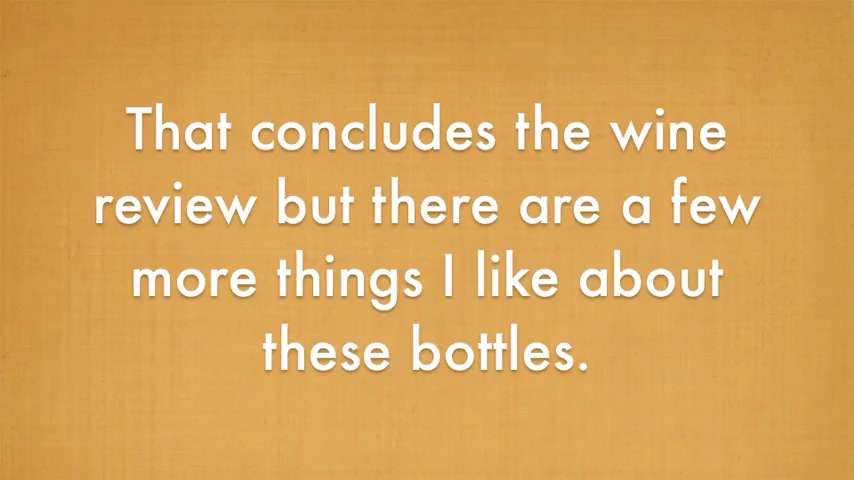 That concludes the wine
review but there are a few
more things I like about
these bottles.